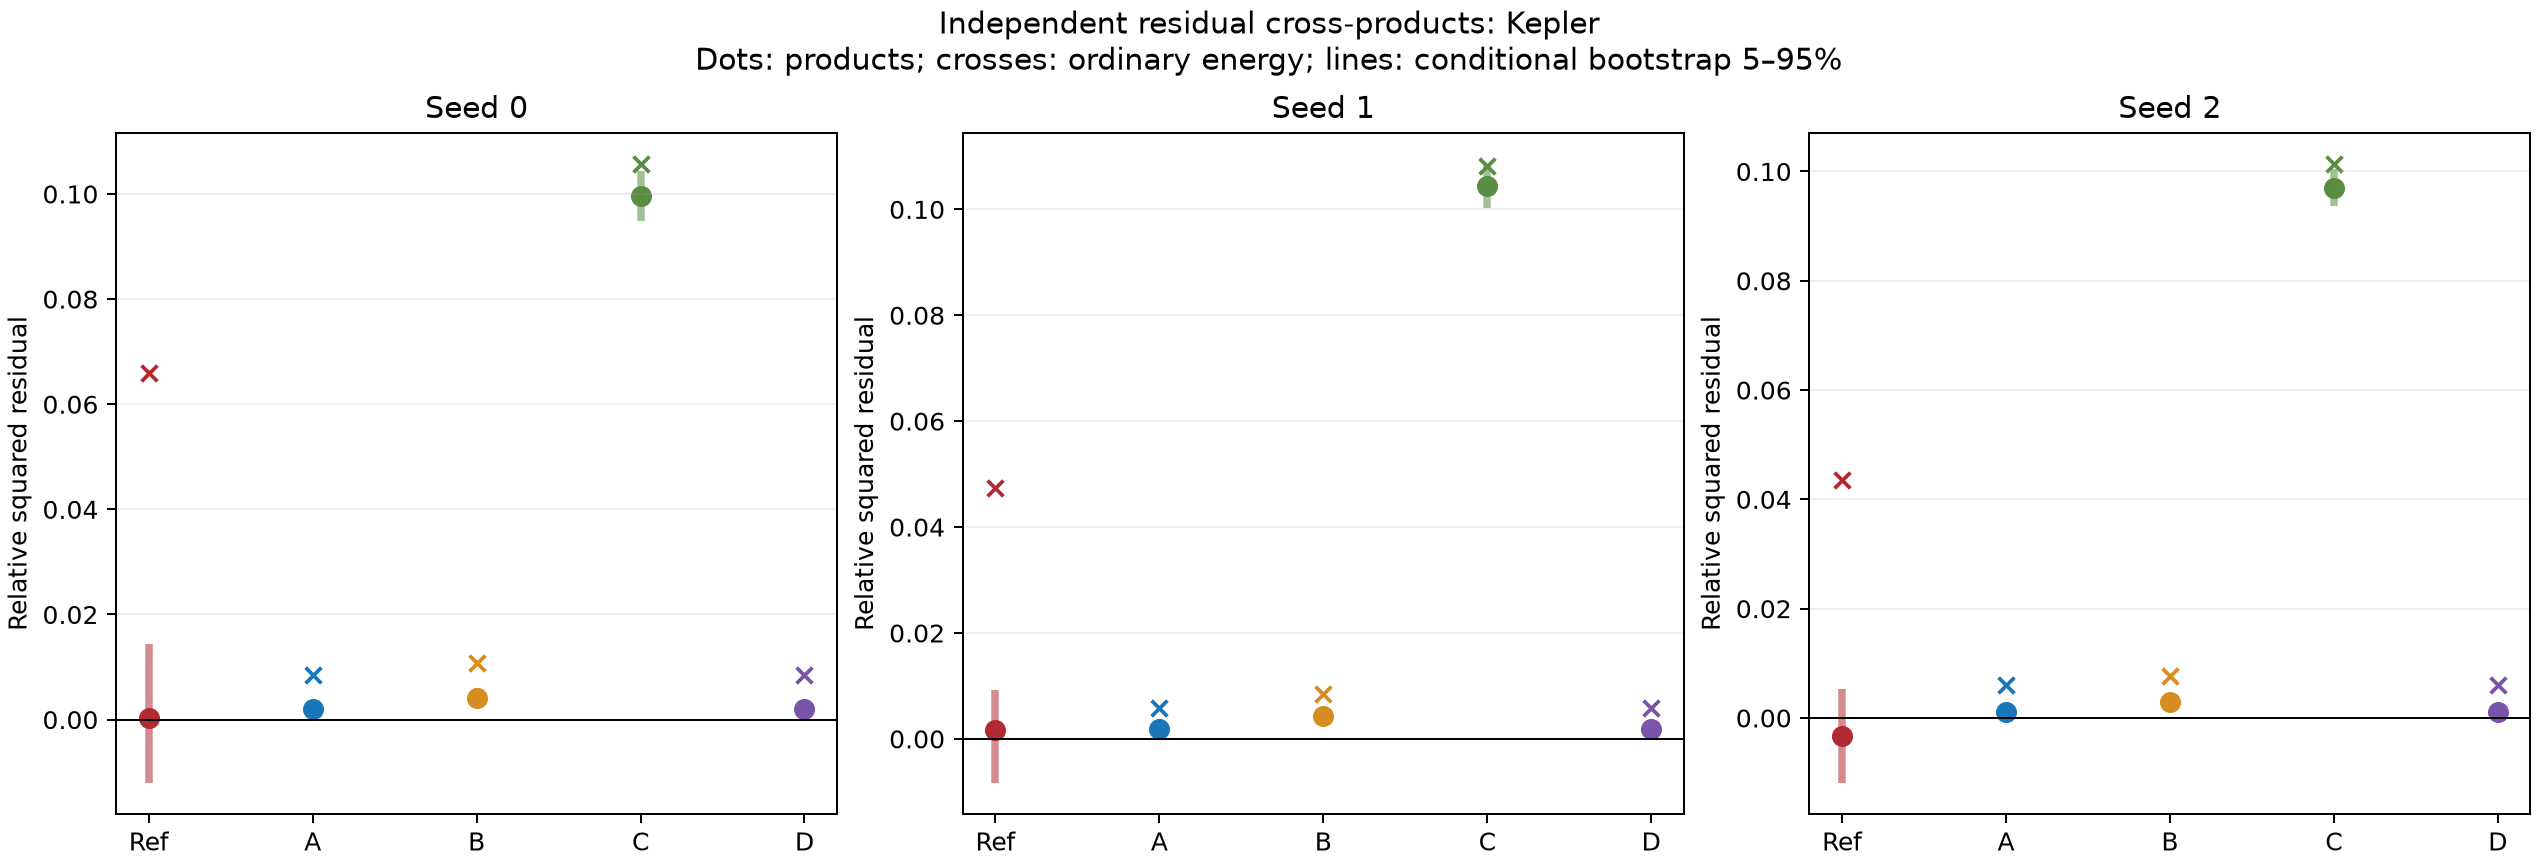 Independent residual cross-products: Kepler
Dots: products; crosses: ordinary energy; lines: conditional bootstrap 5–95%
Seed 0
Relative squared residual
0.10
0.08
0.06
0.04
0.02
0.00
Ref A B C D
Seed 1
Relative squared residual
0.10
0.08
0.06
0.04
0.02
0.00
Ref A B C D
Seed 2
Relative squared residual
0.10
0.08
0.06
0.04
0.02
0.00
Ref A B C D